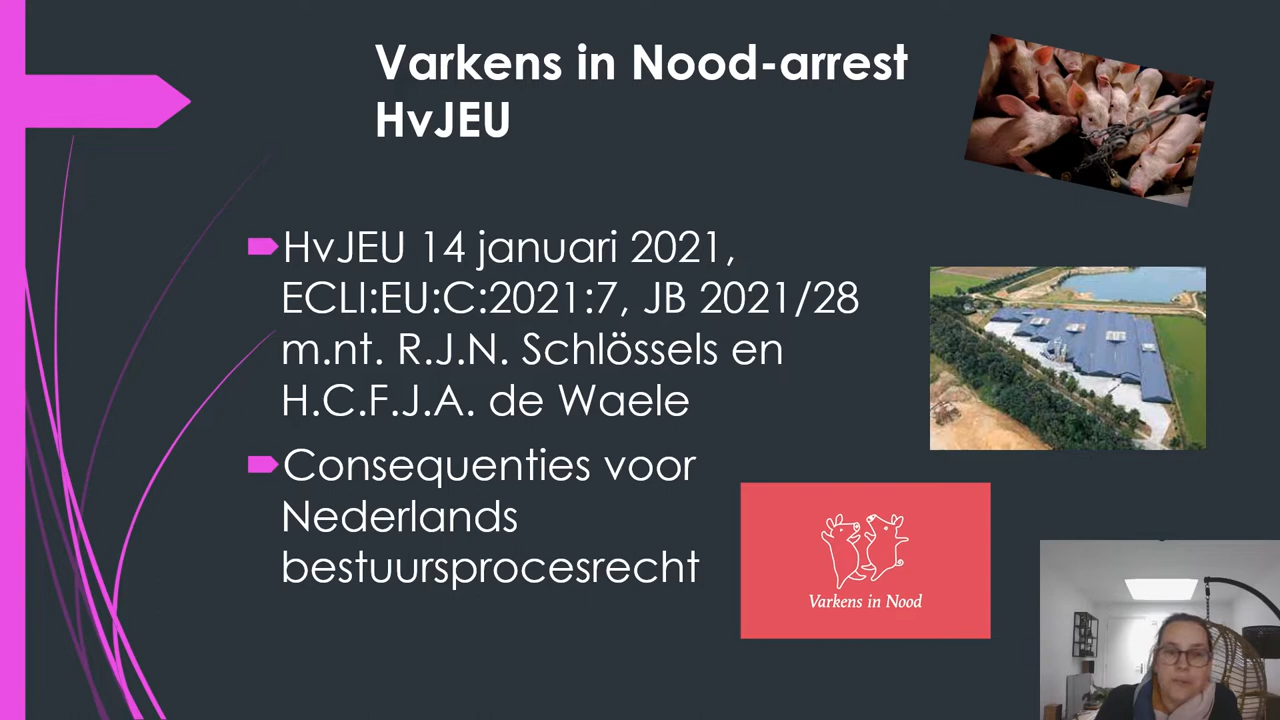 Varkens in Nood-arrest
HvJEU
HvJEU 14 januari 2021,
ECLI:EU:C:2021:7, JB 2021/28
m.nt. R.J.N. Schlössels en
H.C.F.J.A. de Waele
Consequenties voor
Nederlands
bestuursprocesrecht
Varkens in Nood